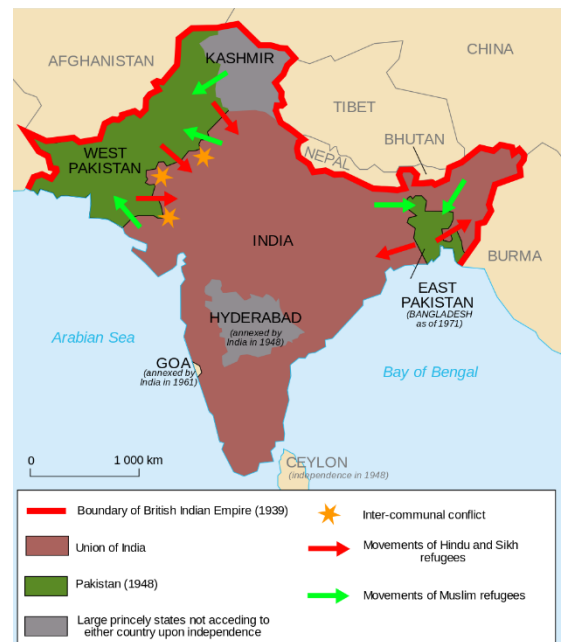 AFGHANISTAN
CHINA
KASHMIR
TIBET
BHUTAN
NEPAL
WEST
PAKISTAN
INDIA
BURMA
EAST
PAKISTAN
(BANGLADESH
as of 1971)
HYDERABAD
(annexed by
India in 1948)
Arabian Sea
GOA
(annexed by
India in 1961)
Bay of Bengal
0 1 000 km
CEYLON
(independence in 1948)
Boundary of British Indian Empire (1939)
Union of India
Pakistan (1948)
Large princely states not acceding to
either country upon independence
Inter-communal conflict
Movements of Hindu and Sikh
refugees
Movements of Muslim refugees